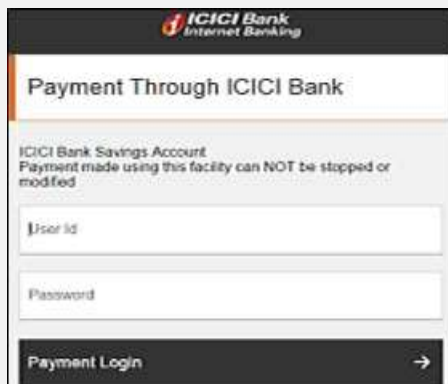 ICICI Bank
Internet Banking
Payment Through ICICI Bank
ICICI Bank Savings Account
Payment made using this facility can NOT be stopped or
modified
User Id
Password
Payment Login